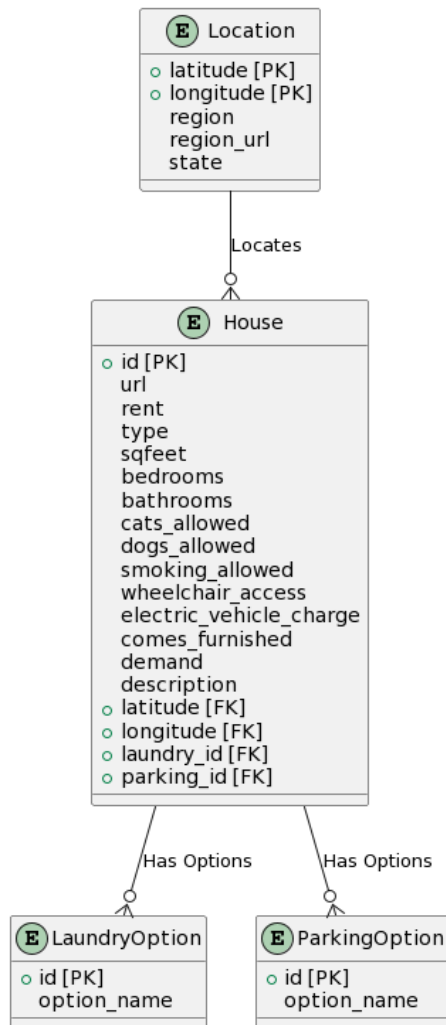 E Location
latitude [PK]
longitude [PK]
region
region_url
state
Locates
E House
id [PK]
url
rent
type
sqfeet
bedrooms
bathrooms
cats_allowed
dogs_allowed
smoking_allowed
wheelchair_access
electric_vehicle_charge
comes_furnished
demand
description
latitude [FK]
longitude [FK]
laundry_id [FK]
parking_id [FK]
Has Options
Has Options
E LaundryOption
id [PK]
option_name
E ParkingOption
id [PK]
option_name